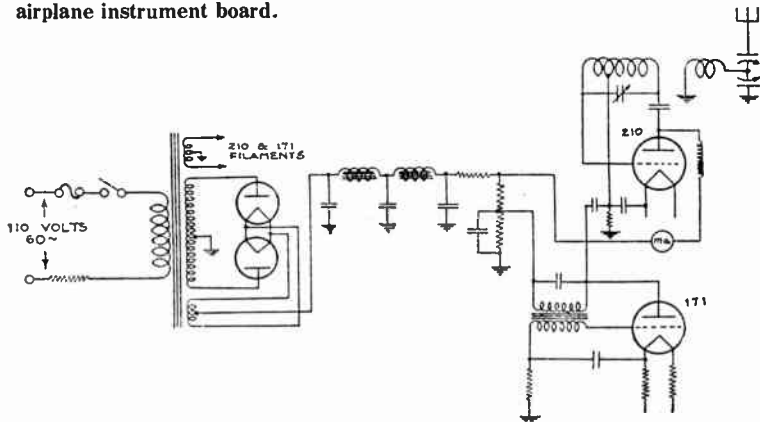 airplane instrument board.
210
210 & 171
FILAMENTS
110 VOLTS
60~
ma
171